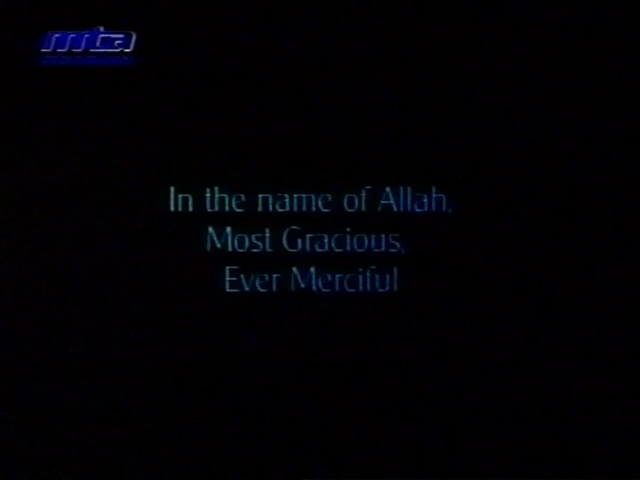 mta
In the name of Allah,
Most Gracious,
Ever Merciful